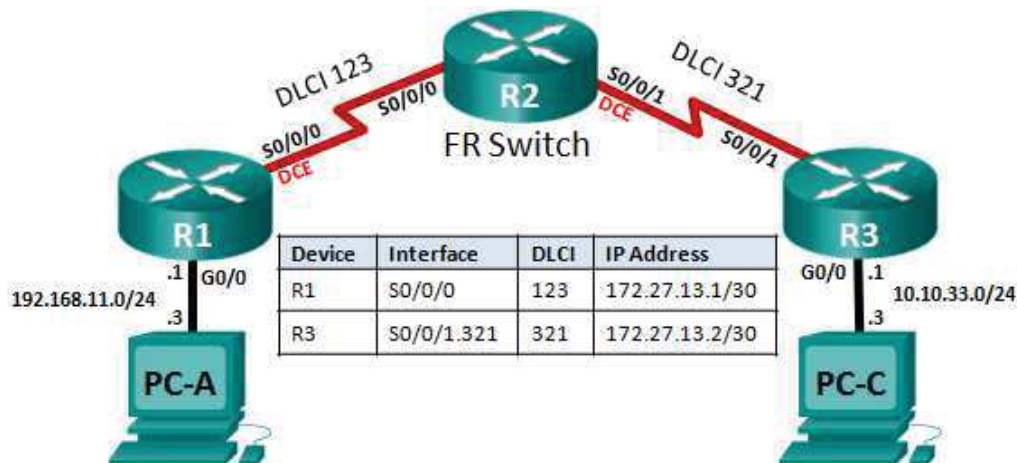 DLCI 123
S0/0/0
R2
S0/0/1
DCE
DLCI 321
FR Switch
S0/0/0
DCE
S0/0/1
R1
R3
.1 G0/0
G0/0 .1
192.168.11.0/24
10.10.33.0/24
.3
.3
Device Interface DLCI IP Address
R1 S0/0/0 123 172.27.13.1/30
R3 S0/0/1.321 321 172.27.13.2/30
PC-A
PC-C